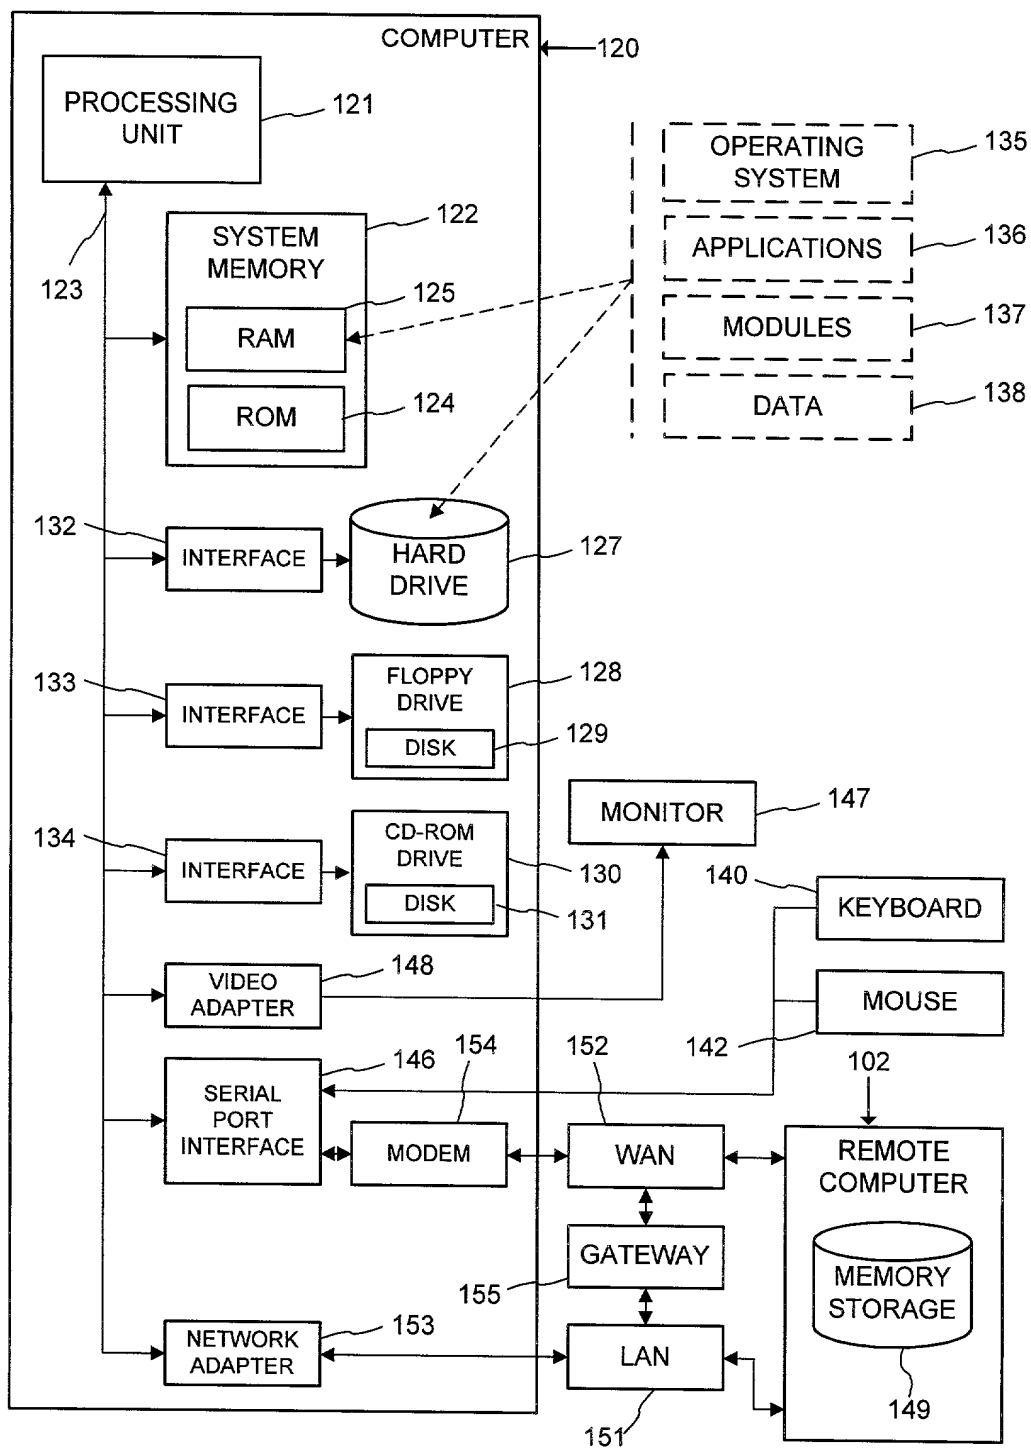 COMPUTER
120
PROCESSING
UNIT
121
123
SYSTEM
MEMORY
122
125
RAM
ROM
124
OPERATING
SYSTEM
135
APPLICATIONS
136
MODULES
137
DATA
138
132
INTERFACE
HARD
DRIVE
127
133
INTERFACE
FLOPPY
DRIVE
128
DISK
129
MONITOR
147
134
INTERFACE
CD-ROM
DRIVE
130
DISK
131
140
KEYBOARD
VIDEO
ADAPTER
148
MOUSE
142
146
154
152
102
SERIAL
PORT
INTERFACE
MODEM
WAN
REMOTE
COMPUTER
GATEWAY
155
MEMORY
STORAGE
149
NETWORK
ADAPTER
153
LAN
151